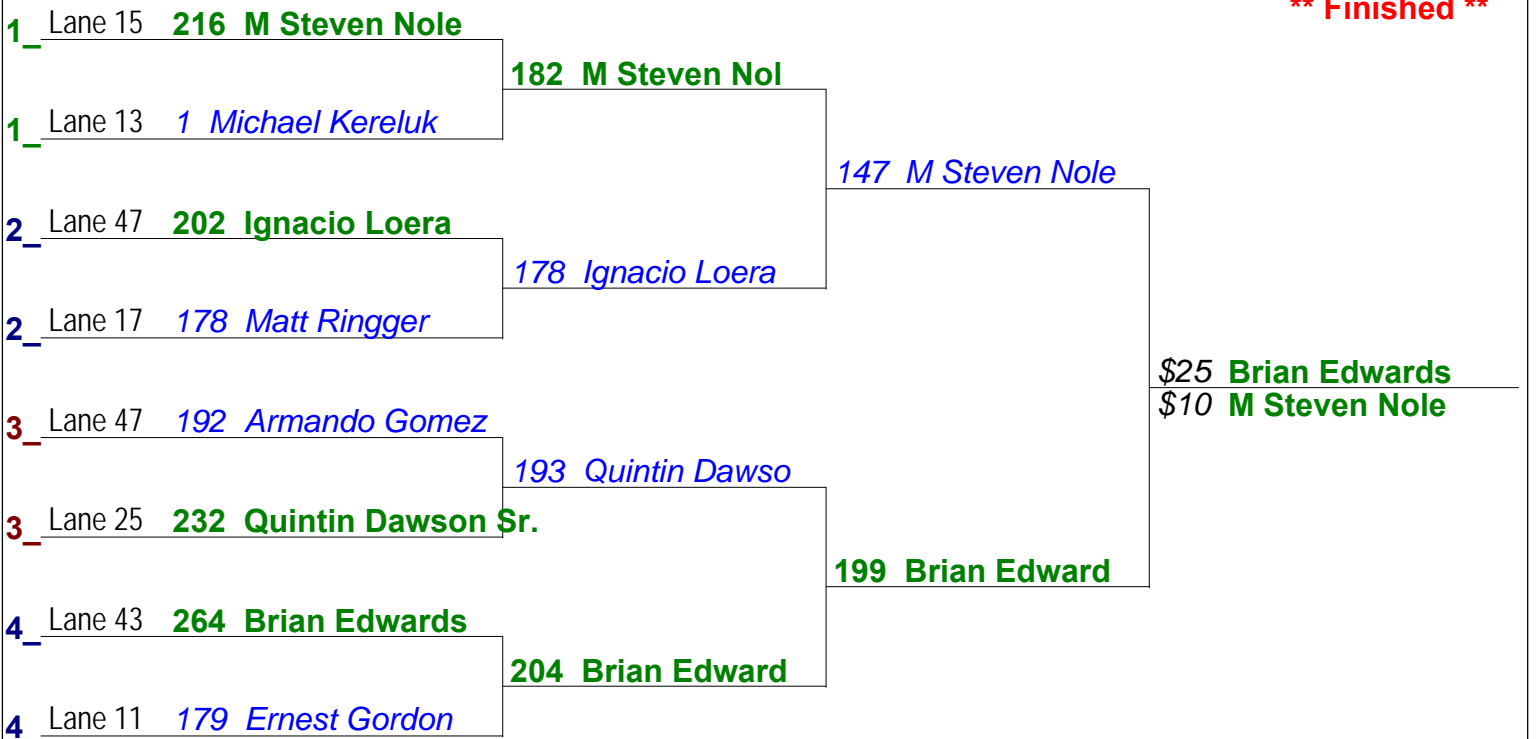 ** Finished **
1_ Lane 15 216 M Steven Nole
182 M Steven Nol
1_ Lane 13 1 Michael Kereluk
147 M Steven Nole
2_ Lane 47 202 Ignacio Loera
178 Ignacio Loera
2_ Lane 17 178 Matt Ringger
$25 Brian Edwards
$10 M Steven Nole
3_ Lane 47 192 Armando Gomez
193 Quintin Dawso
3_ Lane 25 232 Quintin Dawson Sr.
199 Brian Edward
4_ Lane 43 264 Brian Edwards
204 Brian Edward
4 Lane 11 179 Ernest Gordon